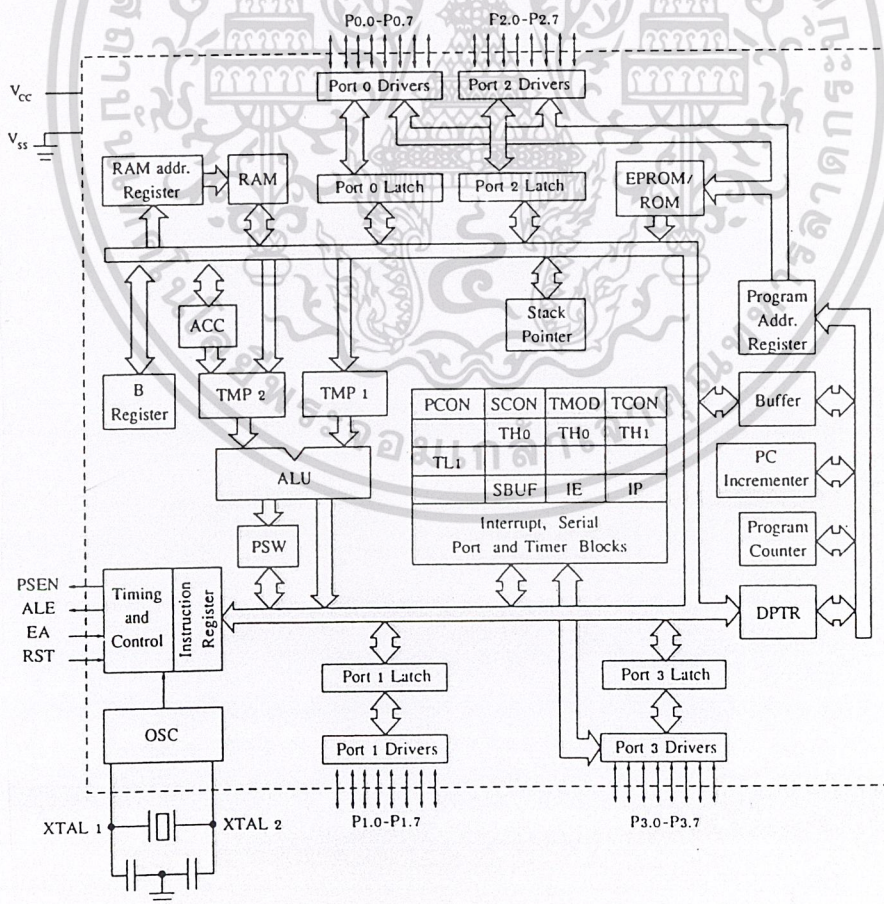 P0.0-P0.7
P2.0-P2.7
Vcc
Vss
Port 0 Drivers
Port 2 Drivers
RAM addr.
Register
RAM
Port 0 Latch
Port 2 Latch
EPROM/
ROM
ACC
Stack
Pointer
Program
Addr.
Register
B
Register
TMP 2
TMP 1
PCON SCON TMOD TCON
TH0 TH0 TH1
TL1
SBUF IE IP
Interrupt, Serial
Port and Timer Blocks
Buffer
ALU
PC
Incrementer
PSW
Program
Counter
PSEN
ALE
EA
RST
Timing
and
Control
Instruction
Register
DPTR
Port 1 Latch
Port 3 Latch
OSC
Port 1 Drivers
Port 3 Drivers
XTAL 1
XTAL 2
P1.0-P1.7
P3.0-P3.7